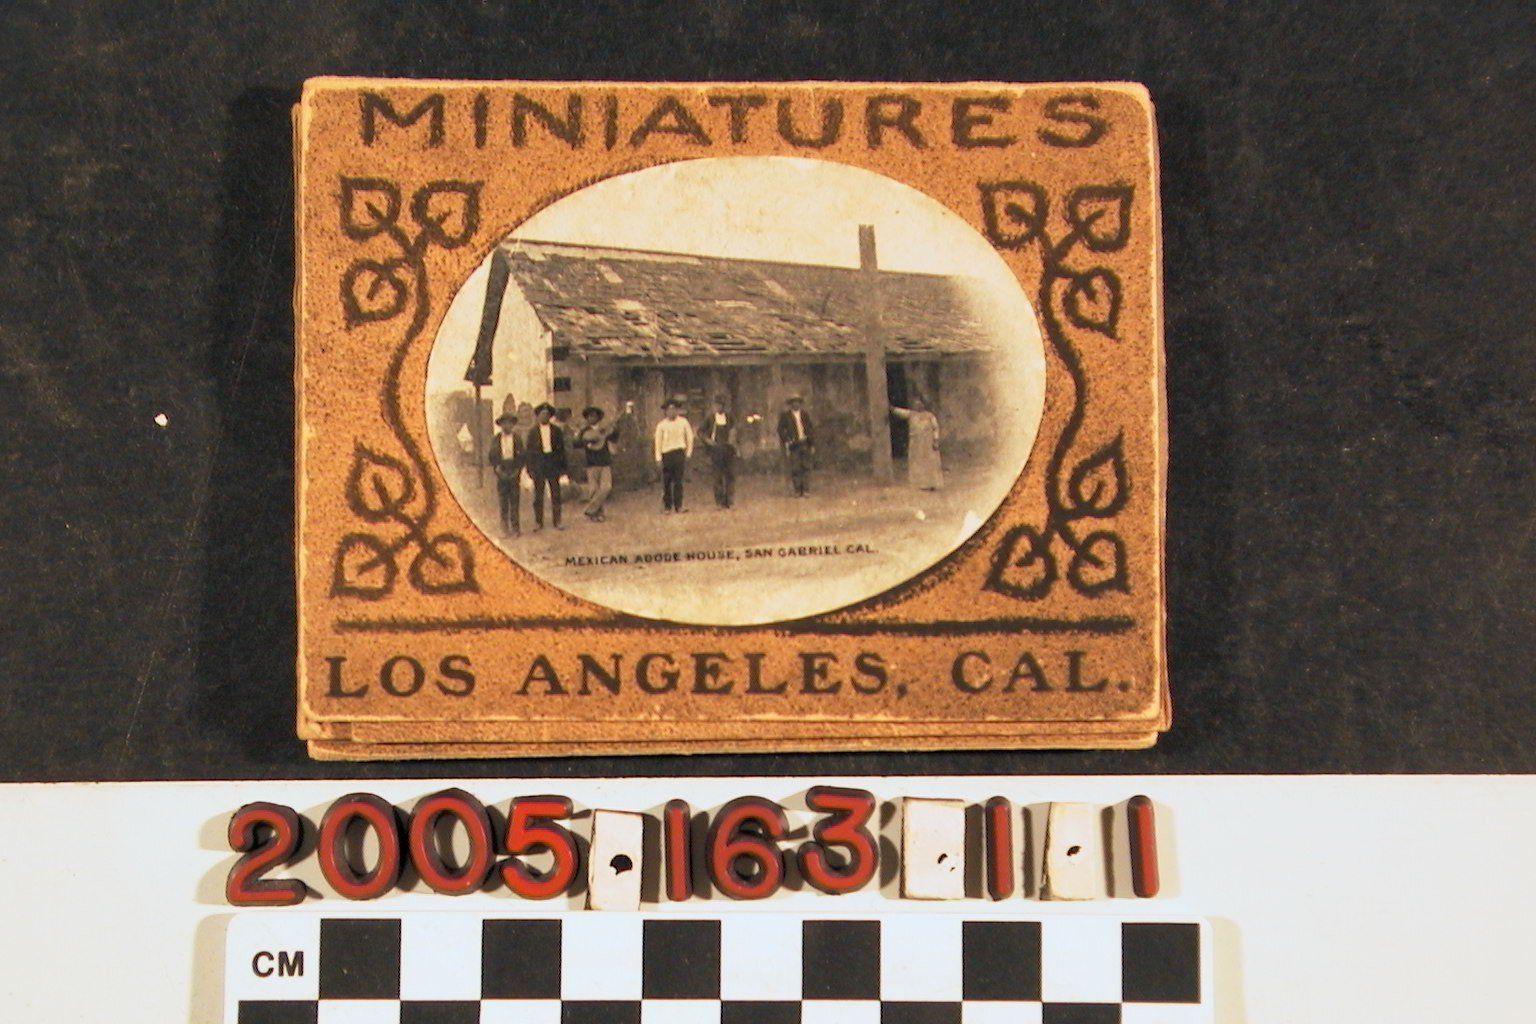 MINIATURES
MEXICAN ADOBE HOUSE, SAN GABRIEL CAL.
LOS ANGELES, CAL.
2005.163.1.1
CM